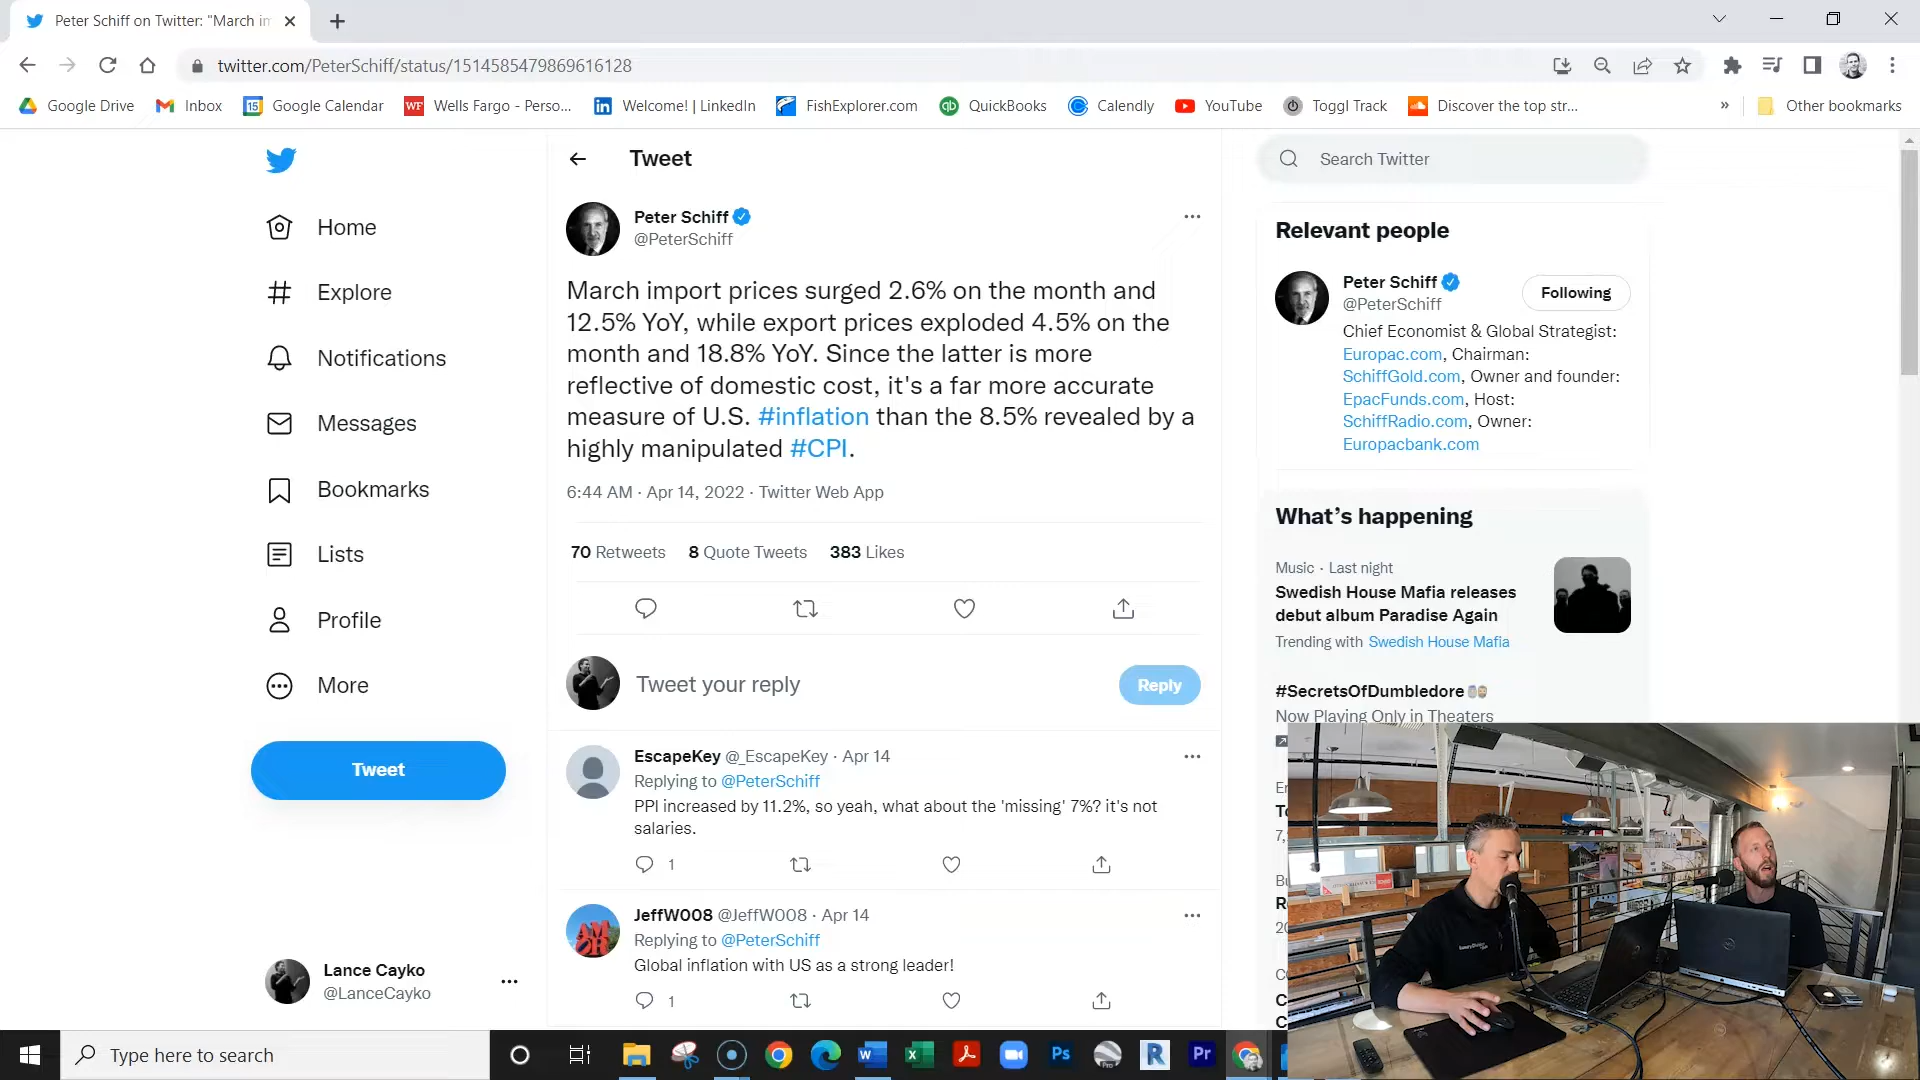 Peter Schiff on Twitter: "March in
twitter.com/PeterSchiff/status/1514585479869616128
Google Drive
Inbox
15
Google Calendar
WF
Wells Fargo - Perso...
in
Welcome! | LinkedIn
FishExplorer.com
qb
QuickBooks
Calendly
YouTube
Toggl Track
Discover the top str...
»
Other bookmarks
Home
Explore
Notifications
Messages
Bookmarks
Lists
Profile
More
Tweet
Lance Cayko
@LanceCayko
Tweet
Peter Schiff
@PeterSchiff
March import prices surged 2.6% on the month and
12.5% YoY, while export prices exploded 4.5% on the
month and 18.8% YoY. Since the latter is more
reflective of domestic cost, it's a far more accurate
measure of U.S. #inflation than the 8.5% revealed by a
highly manipulated #CPI.
6:44 AM · Apr 14, 2022 · Twitter Web App
70 Retweets 8 Quote Tweets 383 Likes
Tweet your reply
Reply
EscapeKey @_EscapeKey · Apr 14
Replying to @PeterSchiff
PPI increased by 11.2%, so yeah, what about the 'missing' 7%? it's not
salaries.
1
JeffW008 @JeffW008 · Apr 14
Replying to @PeterSchiff
Global inflation with US as a strong leader!
1
Search Twitter
Relevant people
Peter Schiff
@PeterSchiff
Following
Chief Economist & Global Strategist:
Europac.com, Chairman:
SchiffGold.com, Owner and founder:
EpacFunds.com, Host:
SchiffRadio.com, Owner:
Europacbank.com
What's happening
Music · Last night
Swedish House Mafia releases
debut album Paradise Again
Trending with Swedish House Mafia
#SecretsOfDumbledore
Now Playing Only in Theaters
Type here to search
Ps
Pro
R
Pr